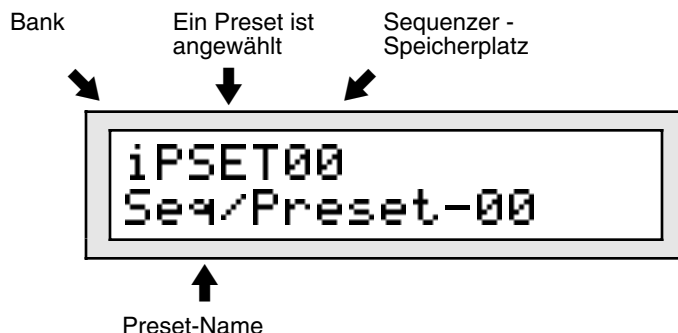 Bank
Ein Preset ist
angewählt
Sequenzer -
Speicherplatz
iPSET00
Seq/Preset-00
Preset-Name